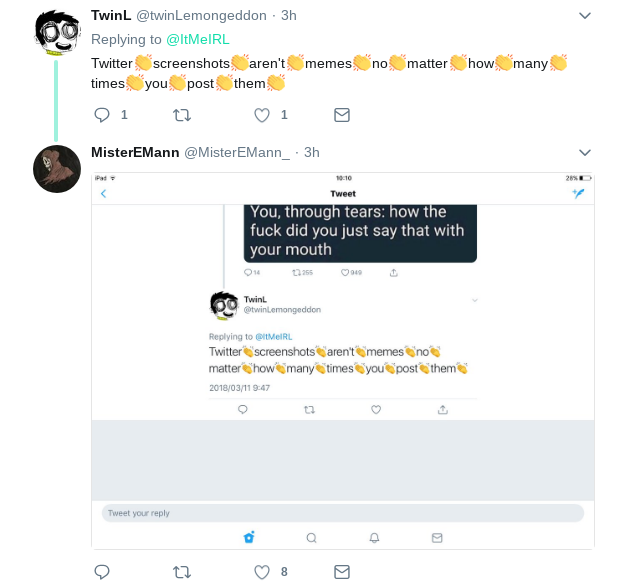 TwinL @twinLemongeddon · 3h
Replying to @ItMeIRL
Twitter👏screenshots👏aren't👏memes👏no👏matter👏how👏many👏
times👏you👏post👏them👏
1 1
MisterEMann @MisterEMann_ · 3h
iPad 10:10 28%
Tweet
You, through tears: how the
fuck did you just say that with
your mouth
14 255 949
TwinL
@twinLemongeddon
Replying to @ItMeIRL
Twitter👏screenshots👏aren't👏memes👏no👏
matter👏how👏many👏times👏you👏post👏them👏
2018/03/11 9:47
Tweet your reply
8